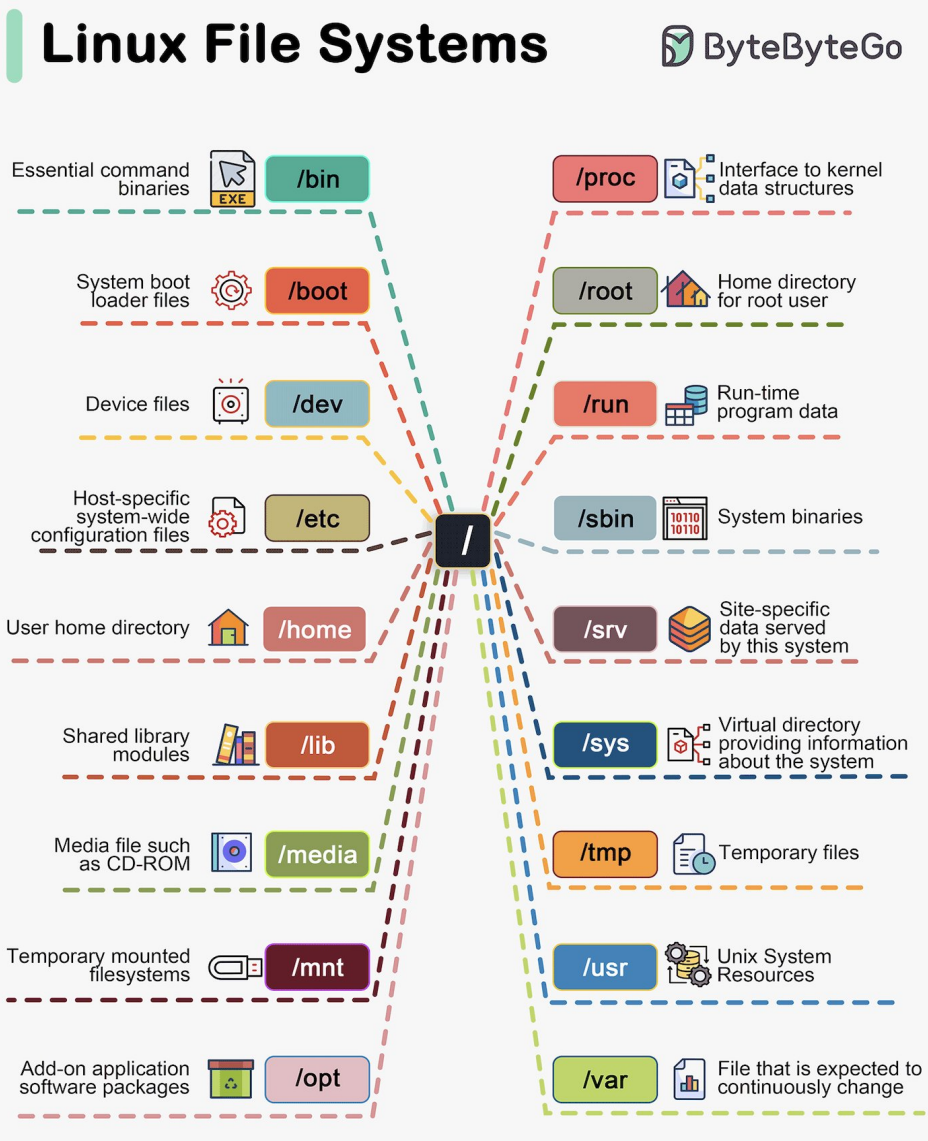 Linux File Systems
ByteByteGo
Essential command
binaries
EXE
/bin
System boot
loader files
/boot
Device files
/dev
Host-specific
system-wide
configuration files
/etc
User home directory
/home
Shared library
modules
/lib
Media file such
as CD-ROM
/media
Temporary mounted
filesystems
/mnt
Add-on application
software packages
/opt
/
/proc
Interface to kernel
data structures
/root
Home directory
for root user
/run
Run-time
program data
/sbin
10110
10110
System binaries
/srv
Site-specific
data served
by this system
/sys
Virtual directory
providing information
about the system
/tmp
Temporary files
/usr
Unix System
Resources
/var
File that is expected to
continuously change